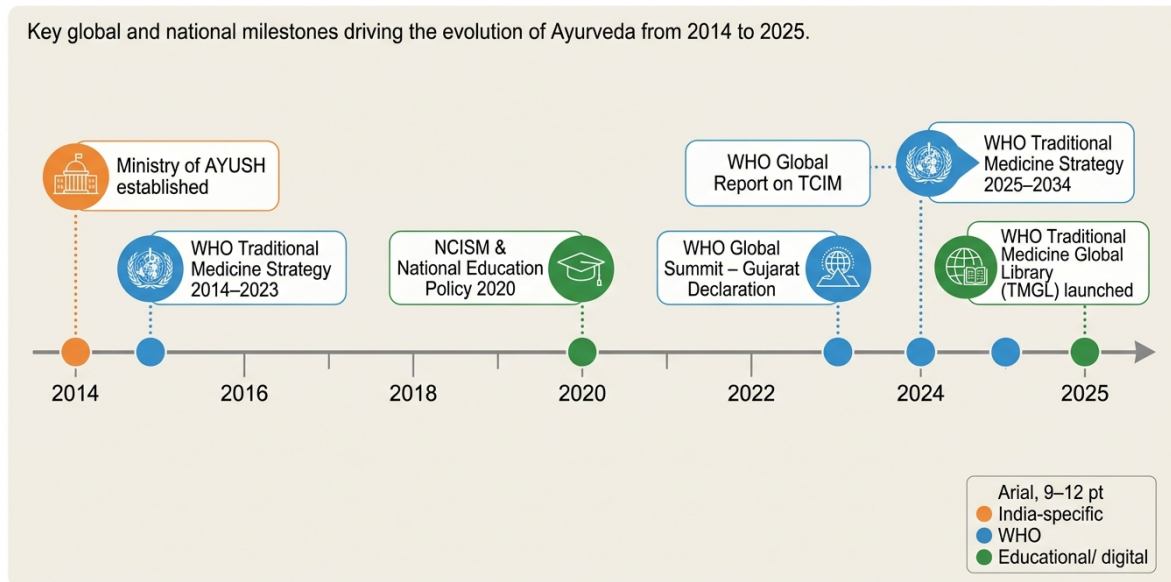 Key global and national milestones driving the evolution of Ayurveda from 2014 to 2025.
Ministry of AYUSH
established
WHO Traditional
Medicine Strategy
2014–2023
NCISM &
National Education
Policy 2020
WHO Global
Report on TCIM
WHO Global
Summit – Gujarat
Declaration
WHO Traditional
Medicine Strategy
2025–2034
WHO Traditional
Medicine Global
Library
(TMGL) launched
2014
2016
2018
2020
2022
2024
2025
Arial, 9–12 pt
India-specific
WHO
Educational/ digital